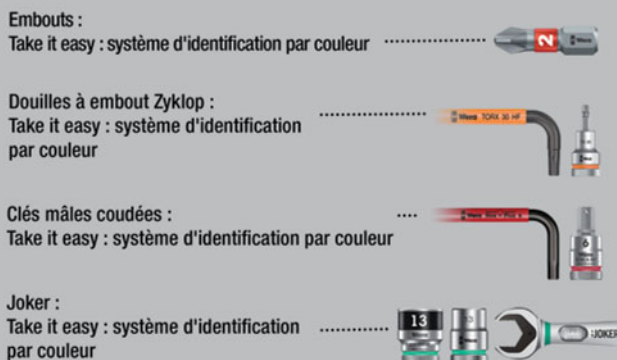 Embouts :
Take it easy : système d'identification par couleur
2
Wera
Douilles à embout Zyklop :
Take it easy : système d'identification
par couleur
Wera TORX 30 HF
Clés mâles coudées :
Take it easy : système d'identification par couleur
6
Joker :
Take it easy : système d'identification
par couleur
13
13
JOKER